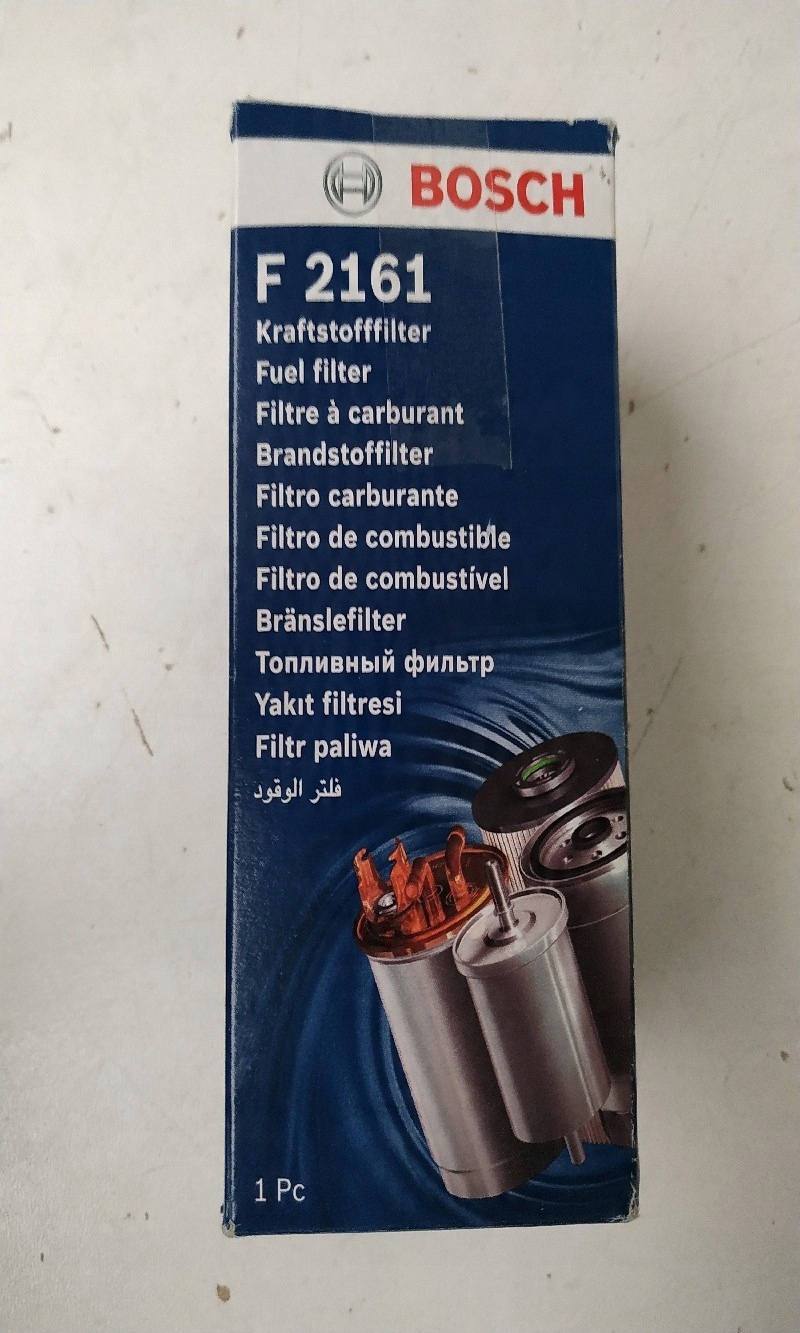 BOSCH
F 2161
Kraftstofffilter
Fuel filter
Filtre à carburant
Brandstoffilter
Filtro carburante
Filtro de combustible
Filtro de combustível
Bränslefilter
Топливный фильтр
Yakıt filtresi
Filtr paliwa
فلتر الوقود
1 Pc